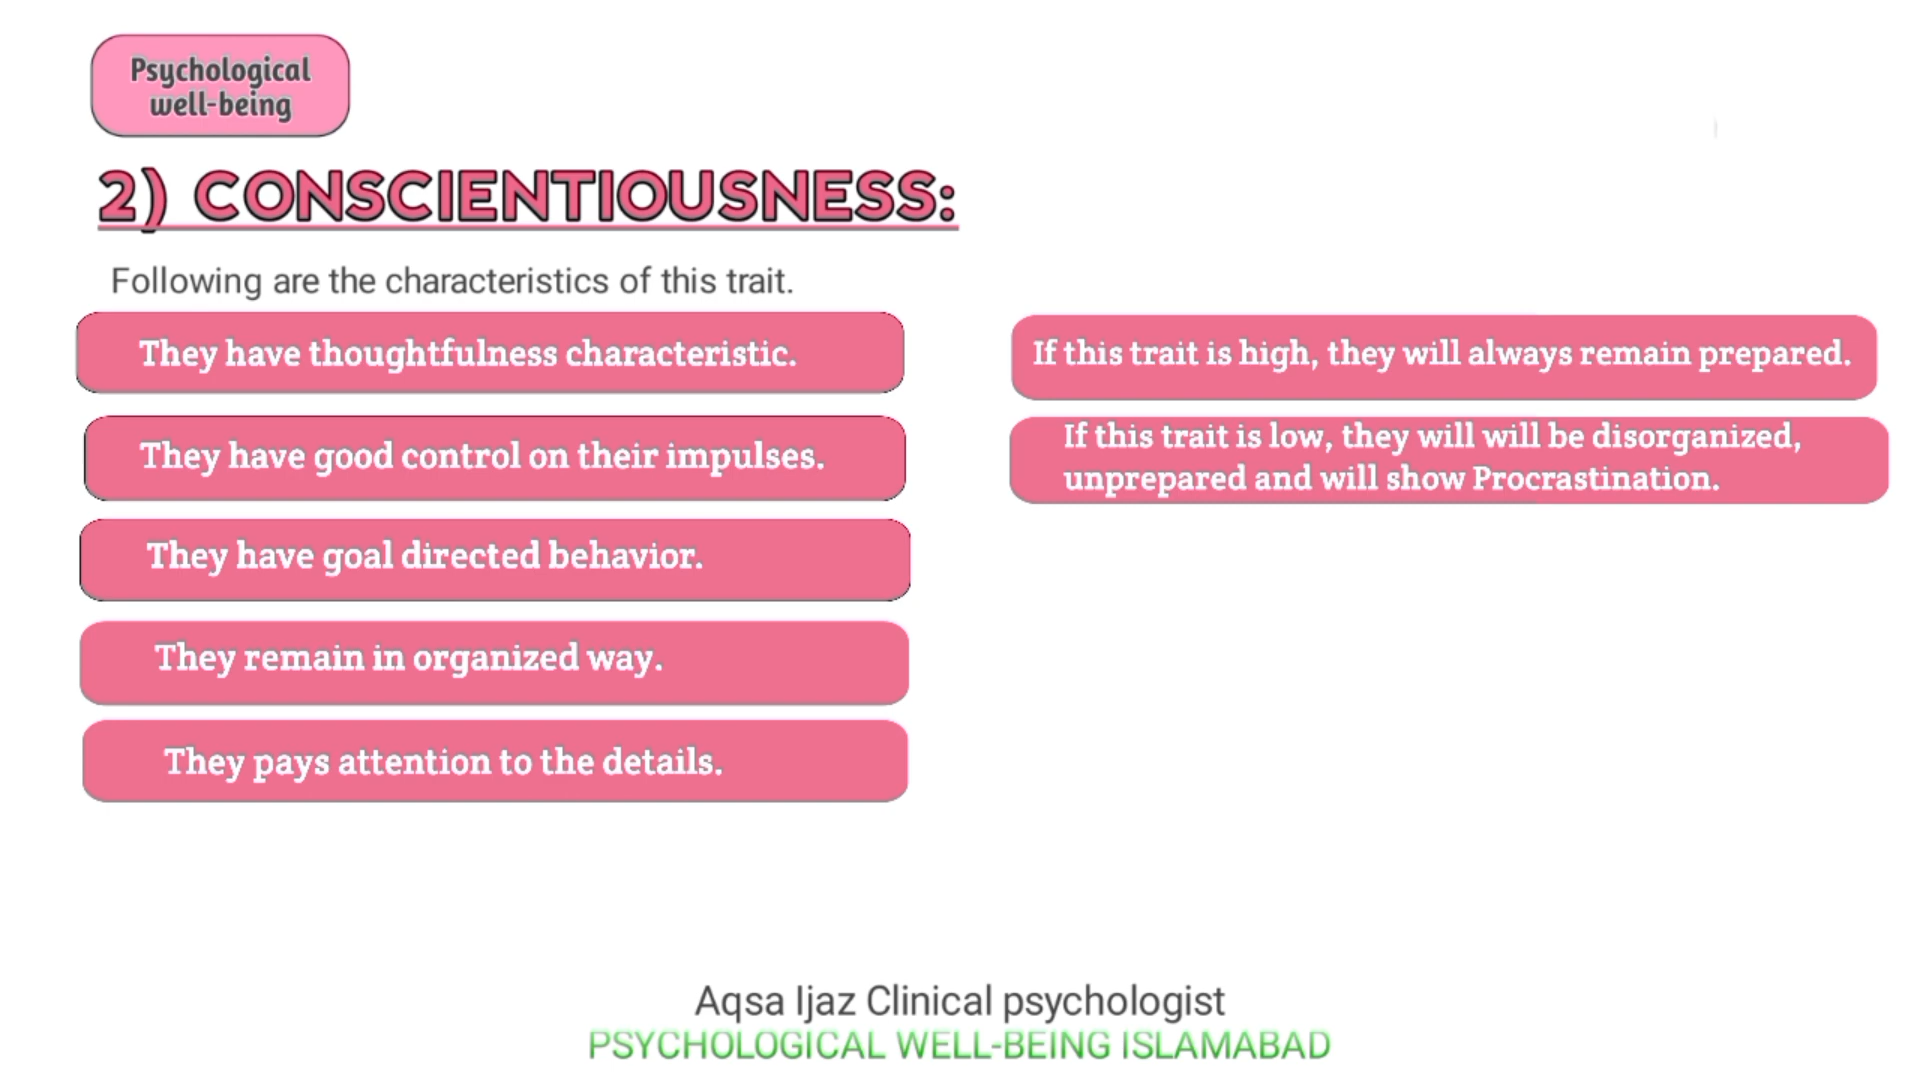 Psychological
well-being
2) CONSCIENTIOUSNESS:
Following are the characteristics of this trait.
They have thoughtfulness characteristic.
They have good control on their impulses.
They have goal directed behavior.
They remain in organized way.
They pays attention to the details.
If this trait is high, they will always remain prepared.
If this trait is low, they will will be disorganized,
unprepared and will show Procrastination.
Aqsa Ijaz Clinical psychologist
PSYCHOLOGICAL WELL-BEING ISLAMABAD